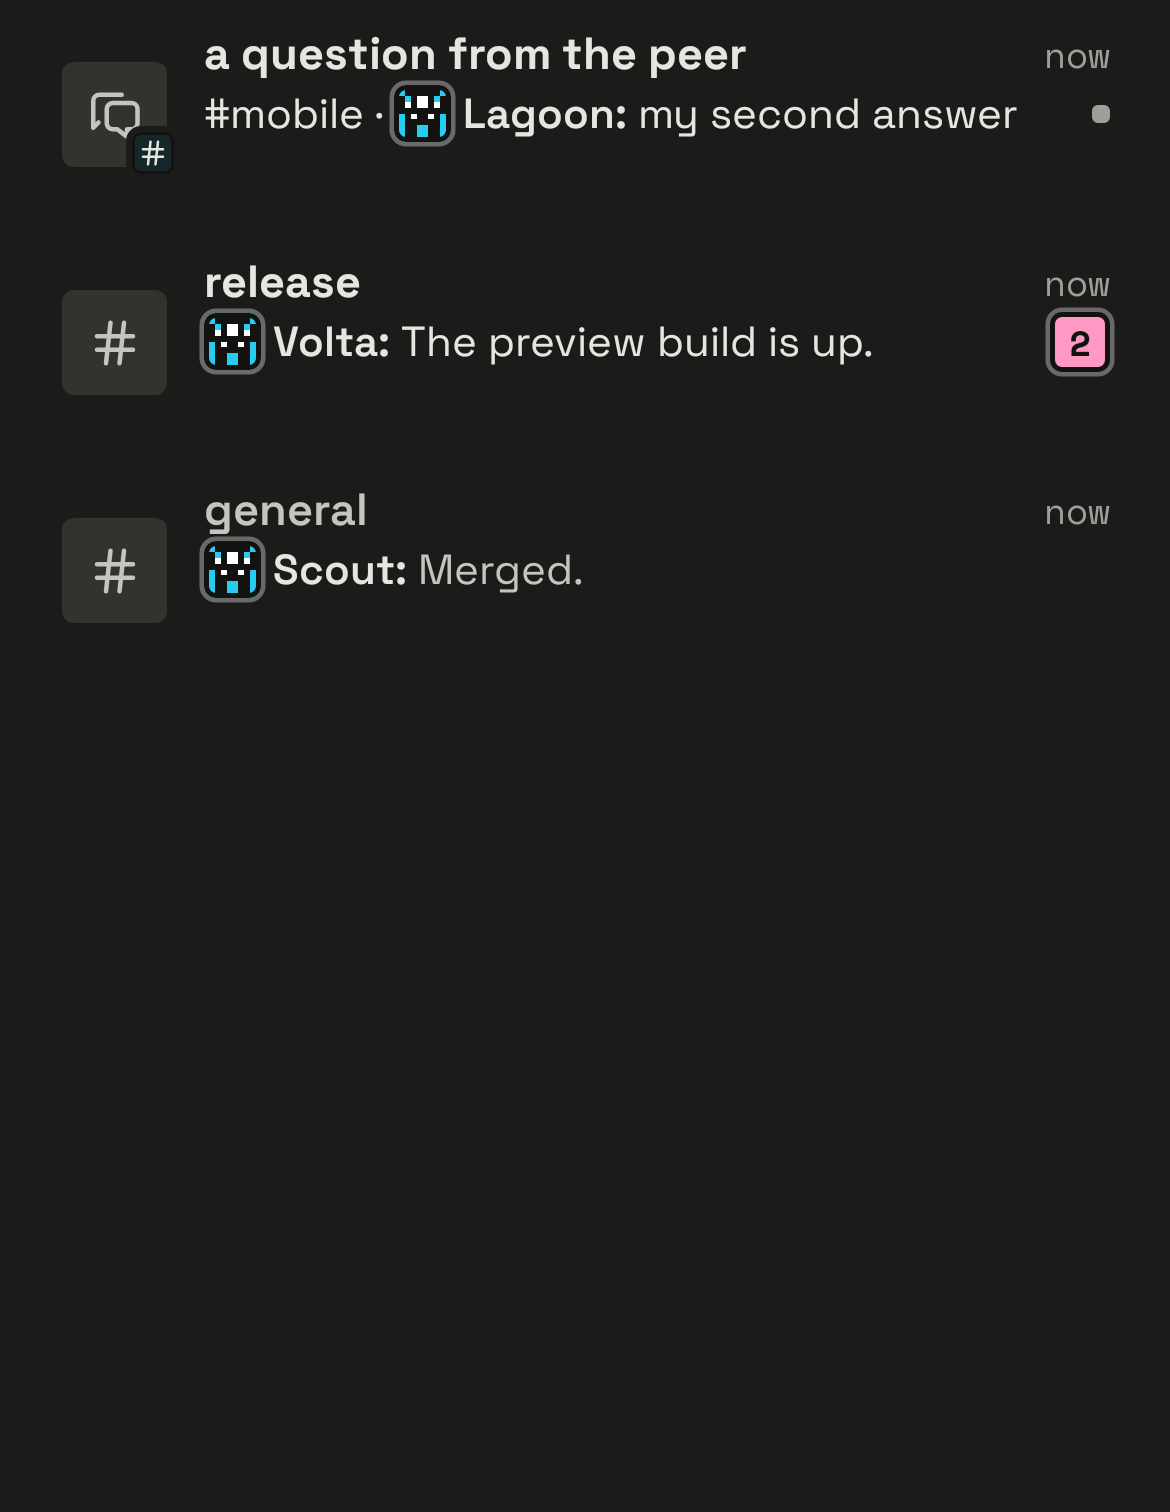 a question from the peer now
#mobile · Lagoon: my second answer
#
release now
# Volta: The preview build is up. 2
general now
# Scout: Merged.